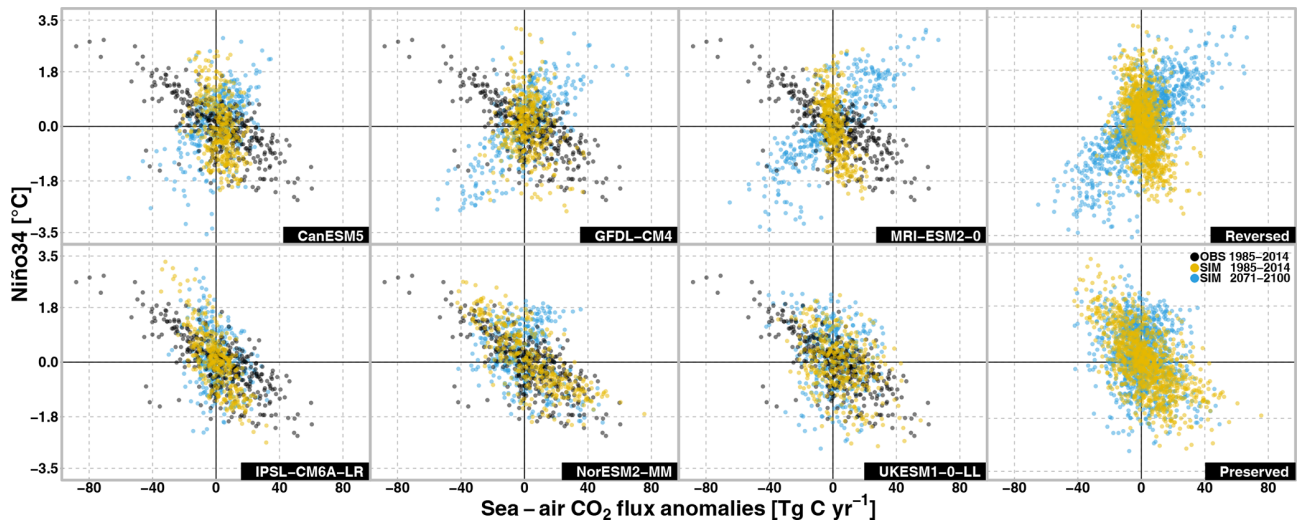 3.5
1.8
0.0
−1.8
−3.5
CanESM5
GFDL−CM4
MRI−ESM2−0
Reversed
Niño34 [°C]
3.5
1.8
0.0
−1.8
−3.5
OBS 1985−2014
SIM 1985−2014
SIM 2071−2100
IPSL−CM6A−LR
NorESM2−MM
UKESM1−0−LL
Preserved
−80 −40 0 40 80 −80 −40 0 40 80 −80 −40 0 40 80 −80 −40 0 40 80
Sea − air CO₂ flux anomalies [Tg C yr⁻¹]